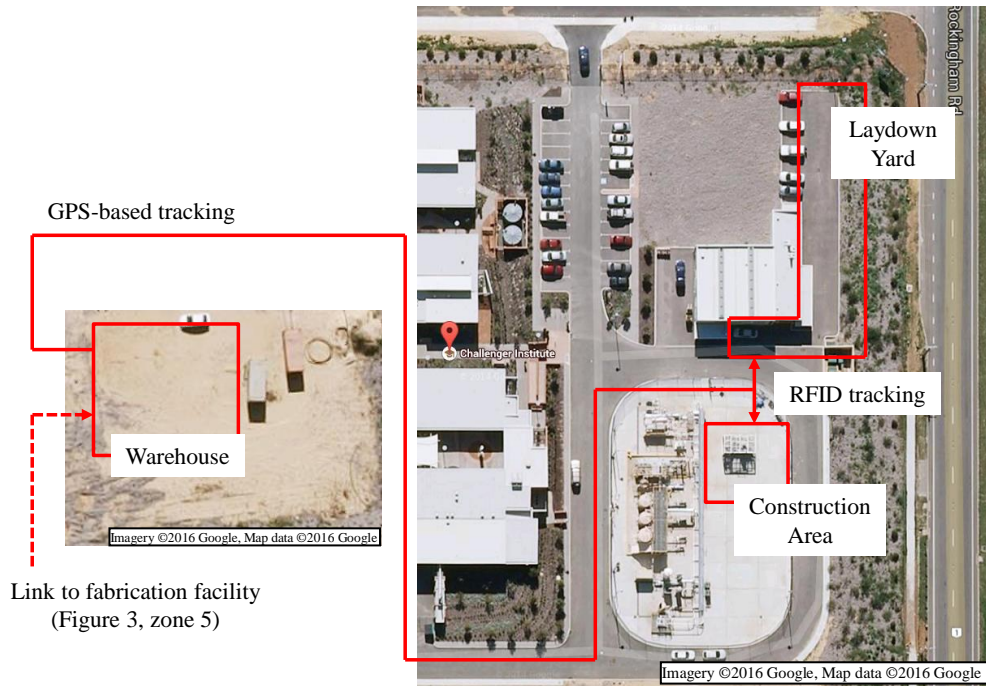 Rockingham Rd
Laydown
Yard
GPS-based tracking
Challenger Institute
RFID tracking
Warehouse
Construction
Area
Imagery ©2016 Google, Map data ©2016 Google
Link to fabrication facility
(Figure 3, zone 5)
1
Imagery ©2016 Google, Map data ©2016 Google